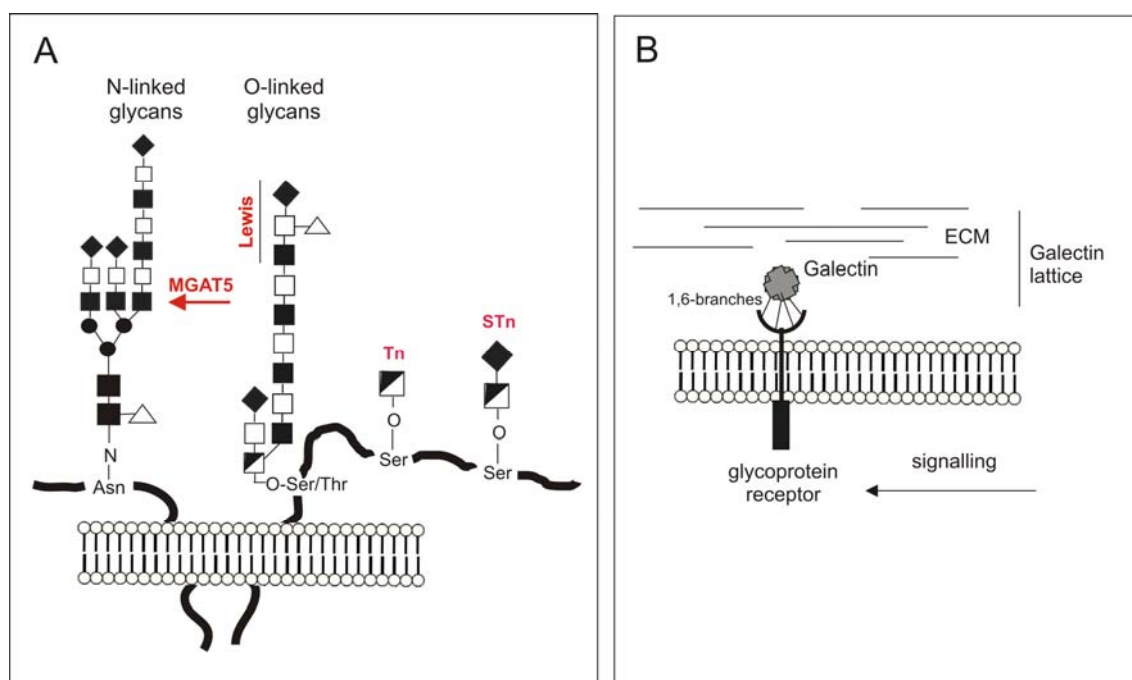 A
N-linked
glycans
O-linked
glycans
Lewis
MGAT5
STn
Tn
O
O
N
Ser
Asn
O-Ser/Thr
Ser
B
ECM
Galectin
Galectin
lattice
1,6-branches
glycoprotein
receptor
signalling